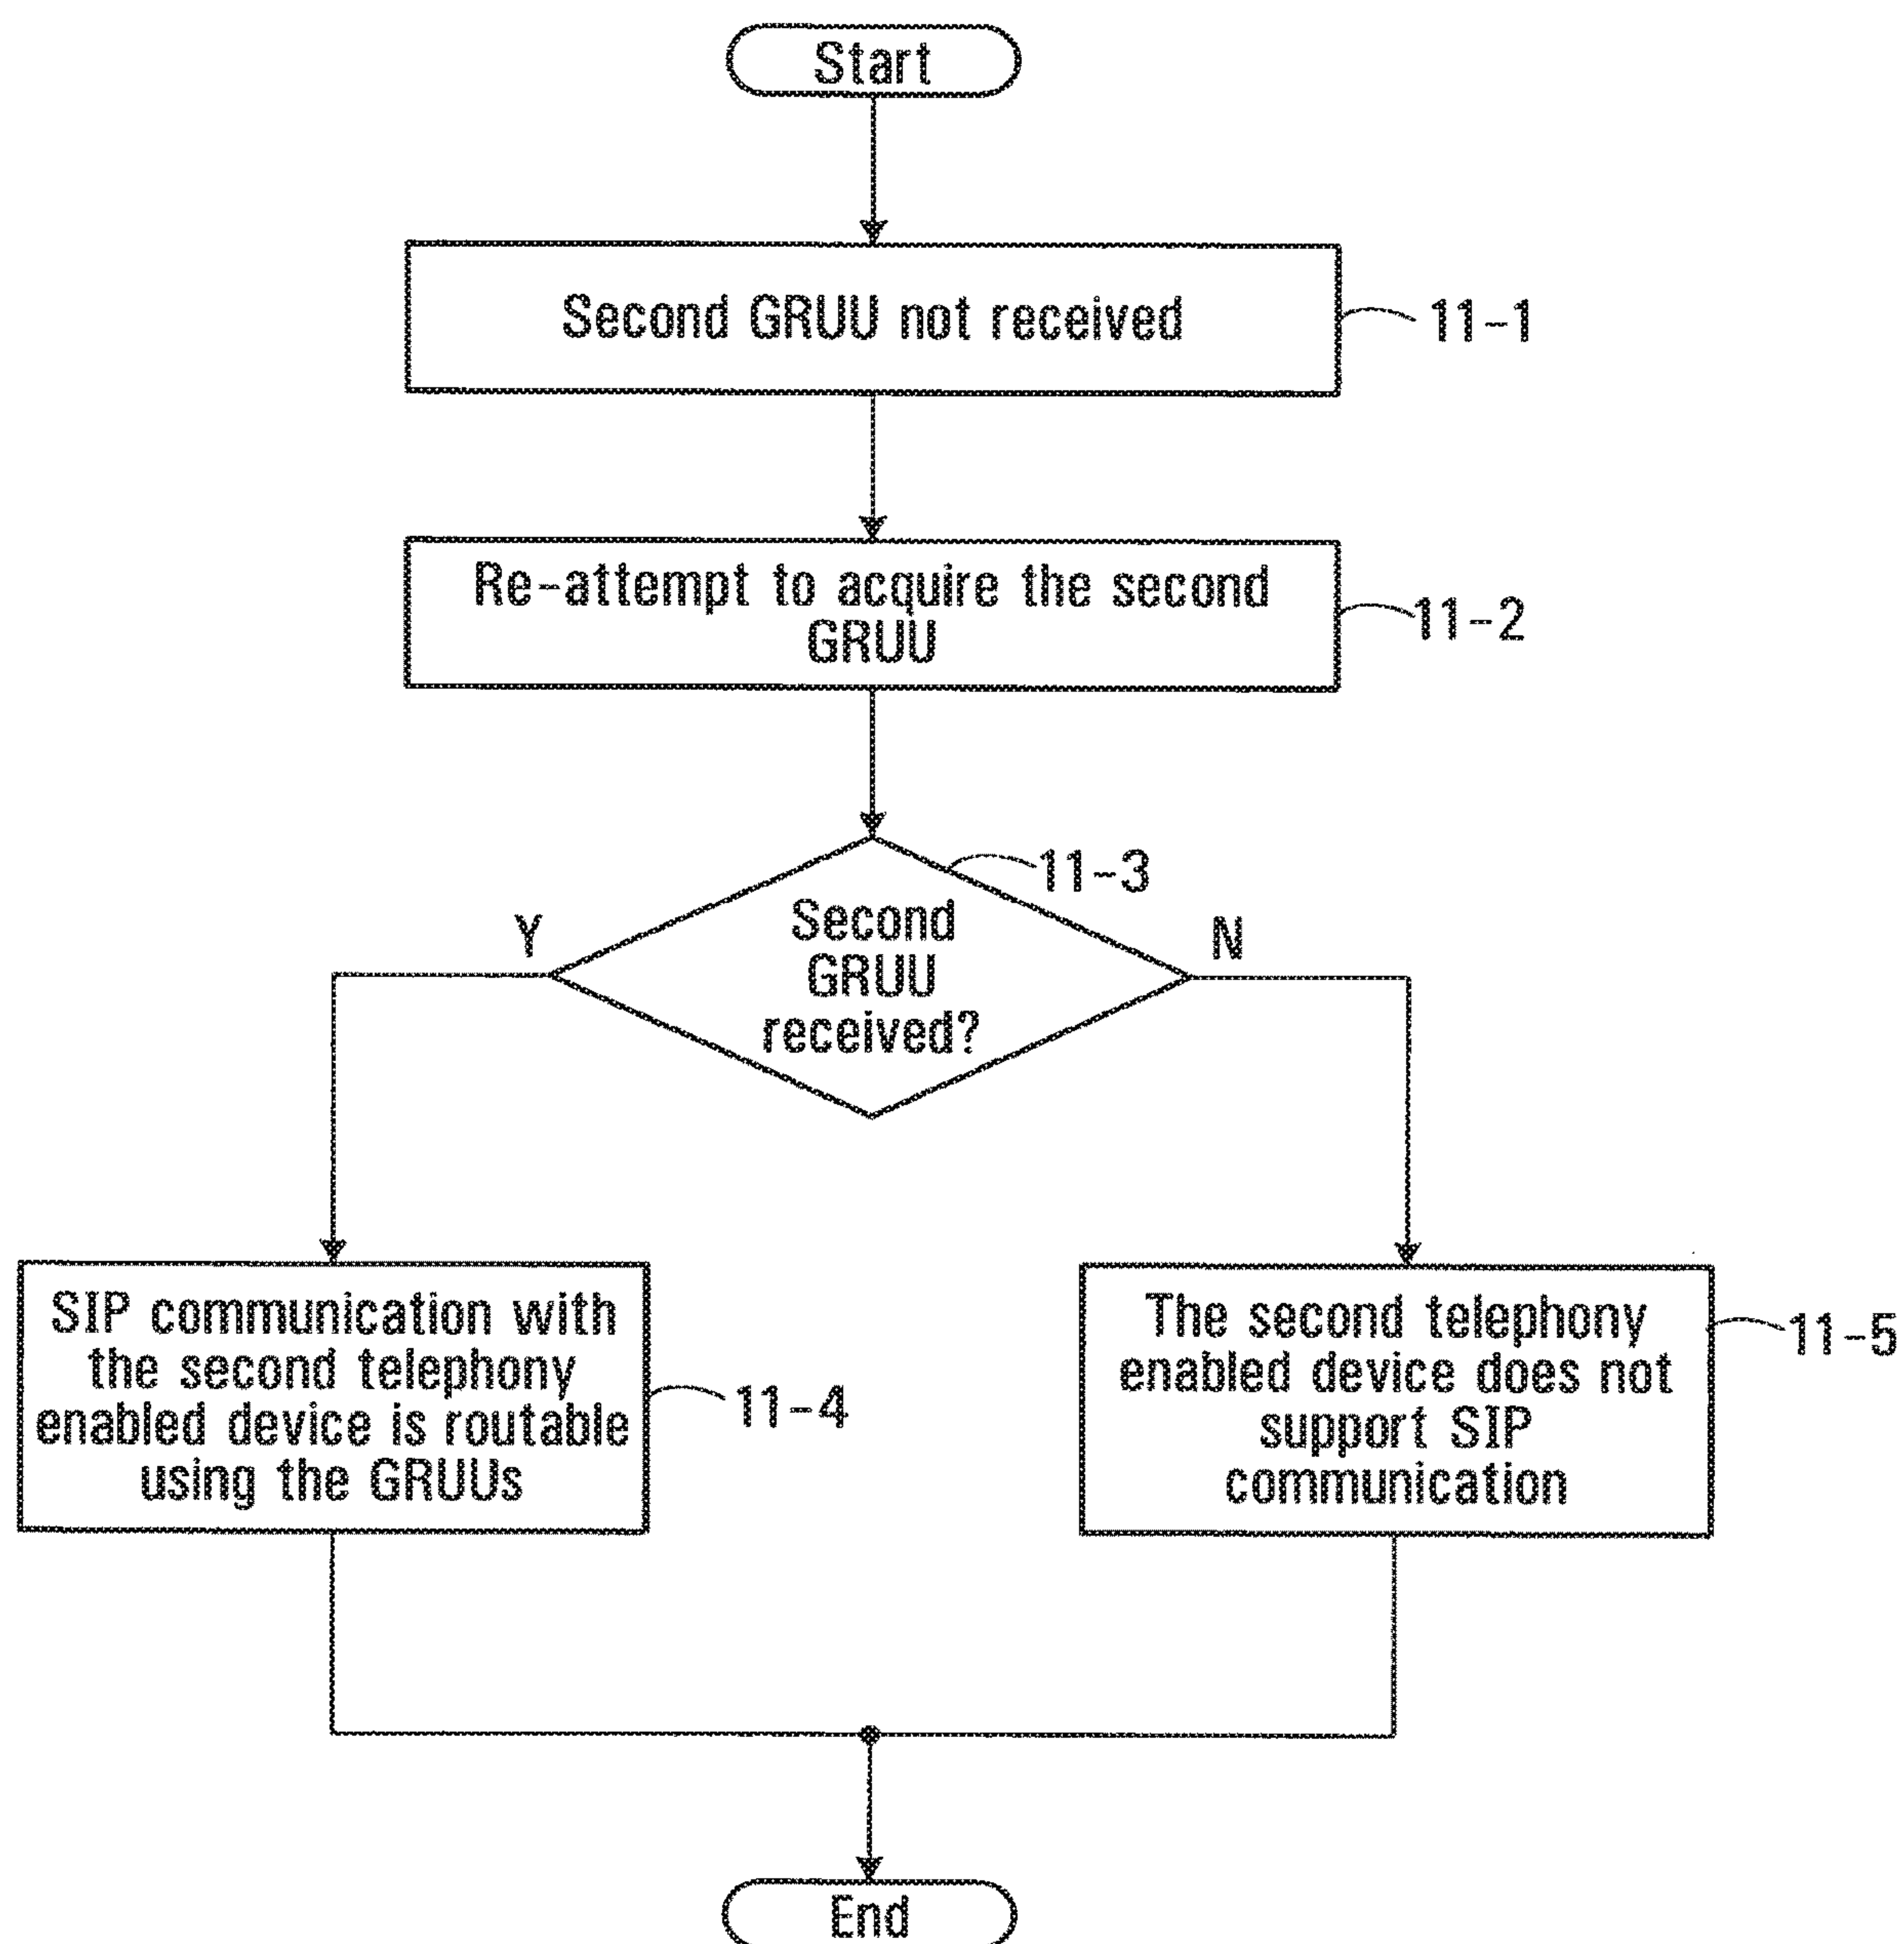 Start
Second GRUU not received
11-1
Re-attempt to acquire the second
GRUU
11-2
11-3
Y
N
Second
GRUU
received?
SIP communication with
the second telephony
enabled device is routable
using the GRUUs
11-4
The second telephony
enabled device does not
support SIP
communication
11-5
End